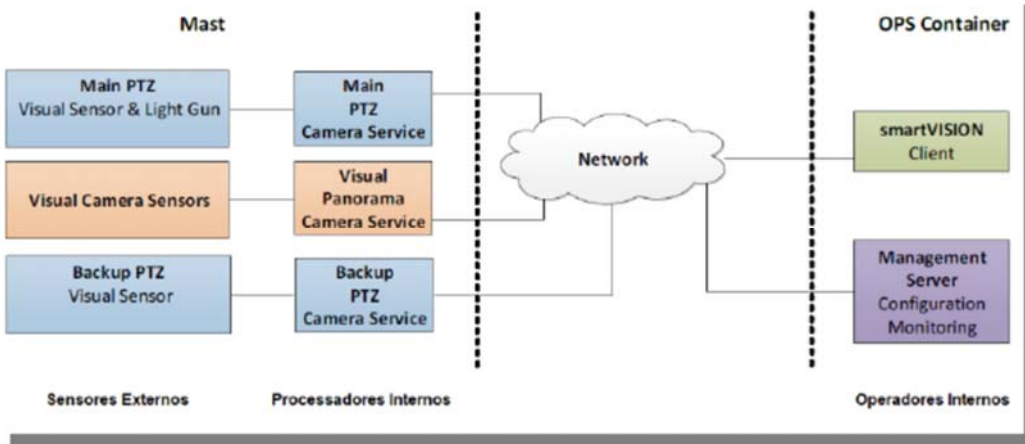 Mast
OPS Container
Main PTZ
Visual Sensor & Light Gun
Main
PTZ
Camera Service
Visual Camera Sensors
Visual
Panorama
Camera Service
Backup PTZ
Visual Sensor
Backup
PTZ
Camera Service
Network
smartVISION
Client
Management
Server
Configuration
Monitoring
Sensores Externos
Processadores Internos
Operadores Internos